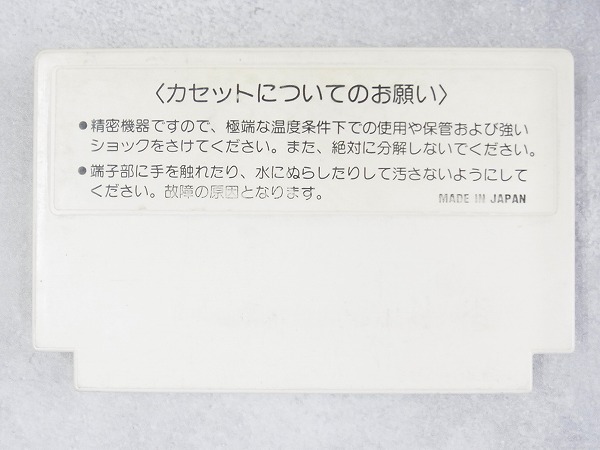 〈カセットについてのお願い〉
●精密機器ですので、極端な温度条件下での使用や保管および強い
ショックをさけてください。また、絶対に分解しないでください。
●端子部に手を触れたり、水にぬらしたりして汚さないようにして
ください。故障の原因となります。
MADE IN JAPAN